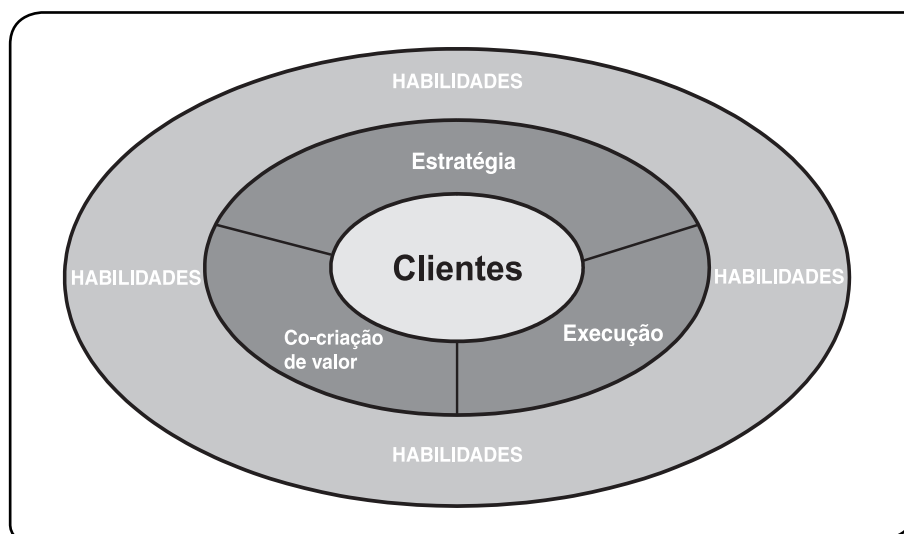 HABILIDADES
Estratégia
Clientes
HABILIDADES
HABILIDADES
Co-criação
de valor
Execução
HABILIDADES